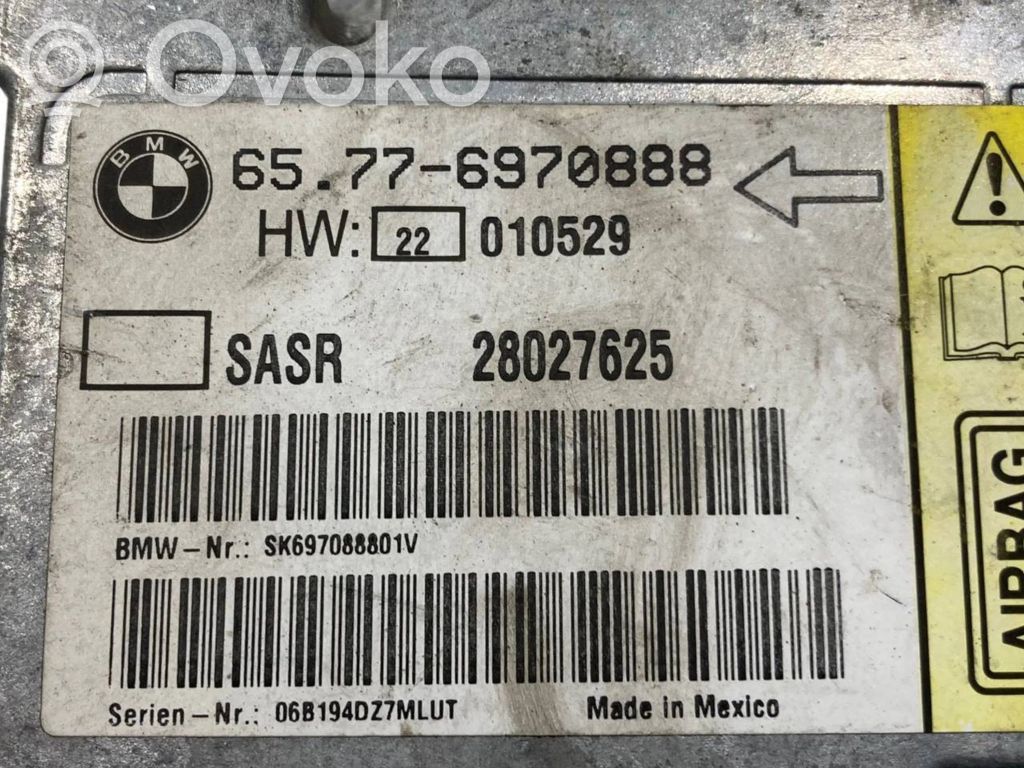 Ovoko
BMW
65.77-6970888
HW: 22 010529
SASR 28027625
BMW-Nr.: SK697088801V
Serien-Nr.: 06B194DZ7MLUT Made in Mexico
AIRBAG